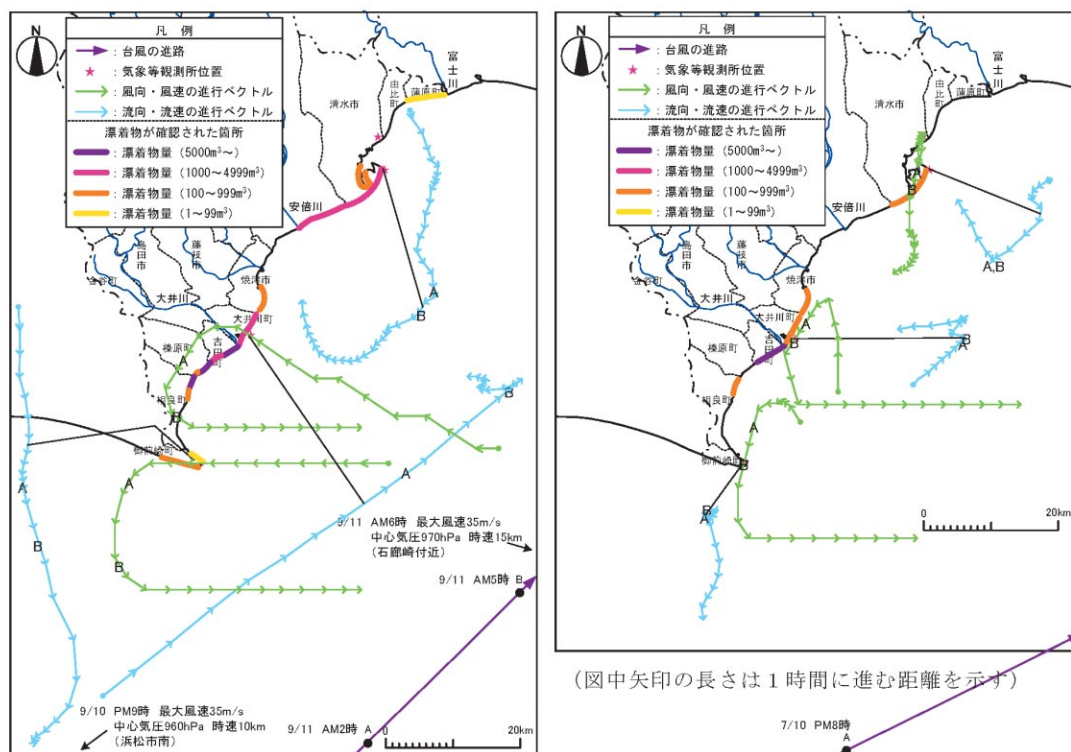 凡 例
：台風の進路
：気象等観測所位置
：風向・風速の進行ベクトル
：流向・流速の進行ベクトル
漂着物が確認された箇所
：漂着物量（5000m³～）
：漂着物量（1000～4999m³）
：漂着物量（100～999m³）
：漂着物量（1～99m³）
N
富士川
蒲原町
由比町
清水市
安倍川
藤枝市
島田市
金谷町
焼津市
大井川
大井川町
榛原町
吉田町
相良町
御前崎町
A
B
A
B
A
B
A
B
A
B
9/11 AM6時 最大風速35m/s
中心気圧970hPa 時速15km
（石廊崎付近）
9/11 AM5時 B
9/10 PM9時 最大風速35m/s
中心気圧960hPa 時速10km
（浜松市南）
9/11 AM2時 A
0 20km
凡 例
：台風の進路
：気象等観測所位置
：風向・風速の進行ベクトル
：流向・流速の進行ベクトル
漂着物が確認された箇所
：漂着物量（5000m³～）
：漂着物量（1000～4999m³）
：漂着物量（100～999m³）
：漂着物量（1～99m³）
N
富士川
蒲原町
由比町
清水市
安倍川
藤枝市
島田市
金谷町
焼津市
大井川
大井川町
榛原町
吉田町
相良町
御前崎町
A
B
A,B
A
B
B
A
A
B
B
A
0 20km
（図中矢印の長さは１時間に進む距離を示す）
7/10 PM8時
A